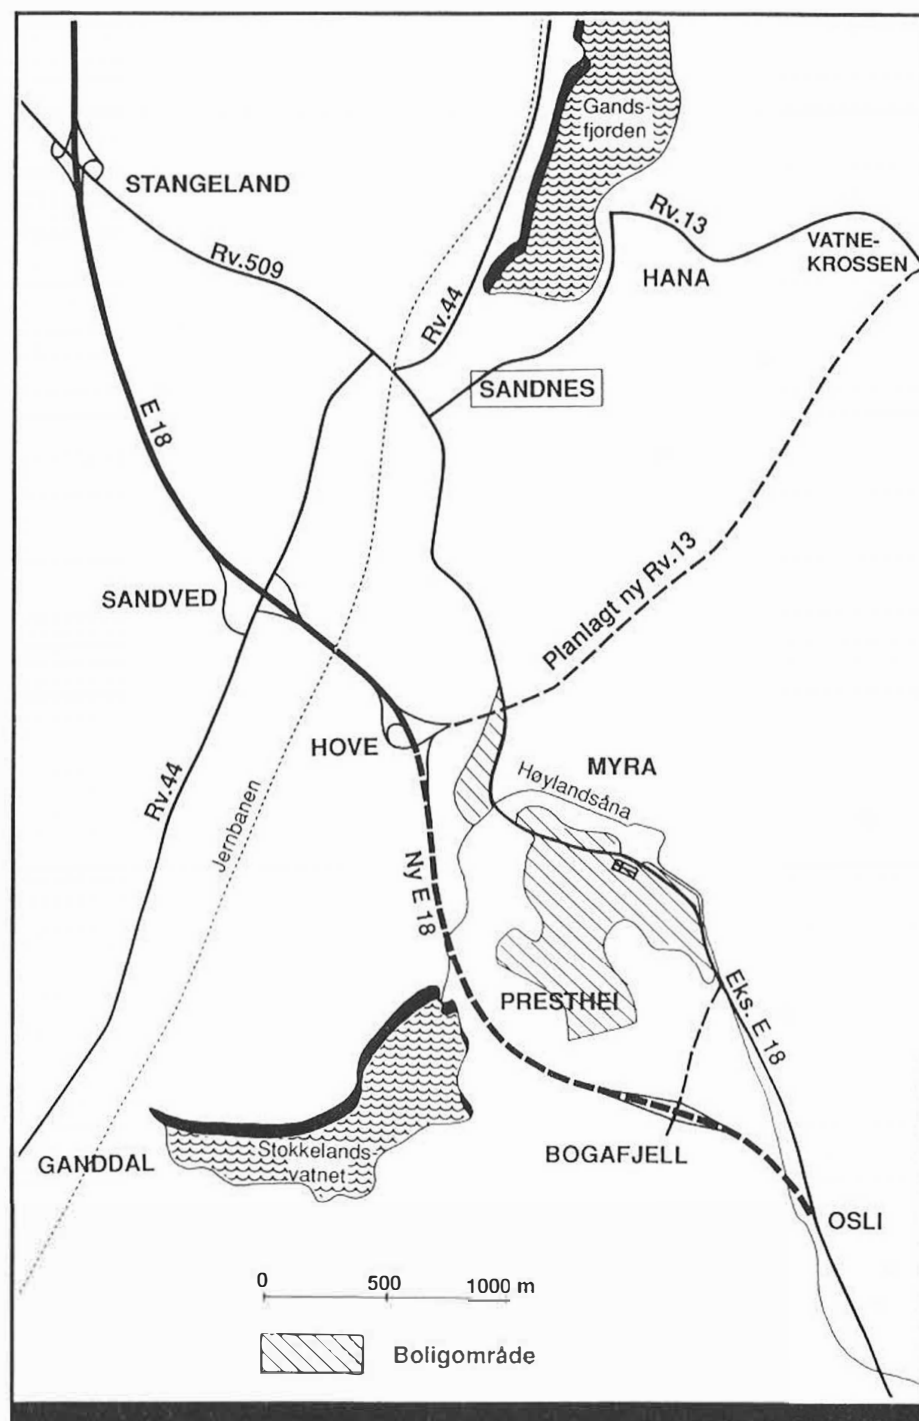 Gands-
fjorden
STANGELAND
Rv.13
Rv.509
VATNE-
KROSSEN
HANA
Rv.44
SANDNES
E 18
SANDVED
Planlagt ny Rv.13
HOVE
MYRA
Høylandsåna
Rv.44
Jernbanen
Ny E 18
PRESTHEI
Eks. E 18
GANDDAL
Stokkelands-
vatnet
BOGAFJELL
OSLI
0 500 1000 m
Boligområde